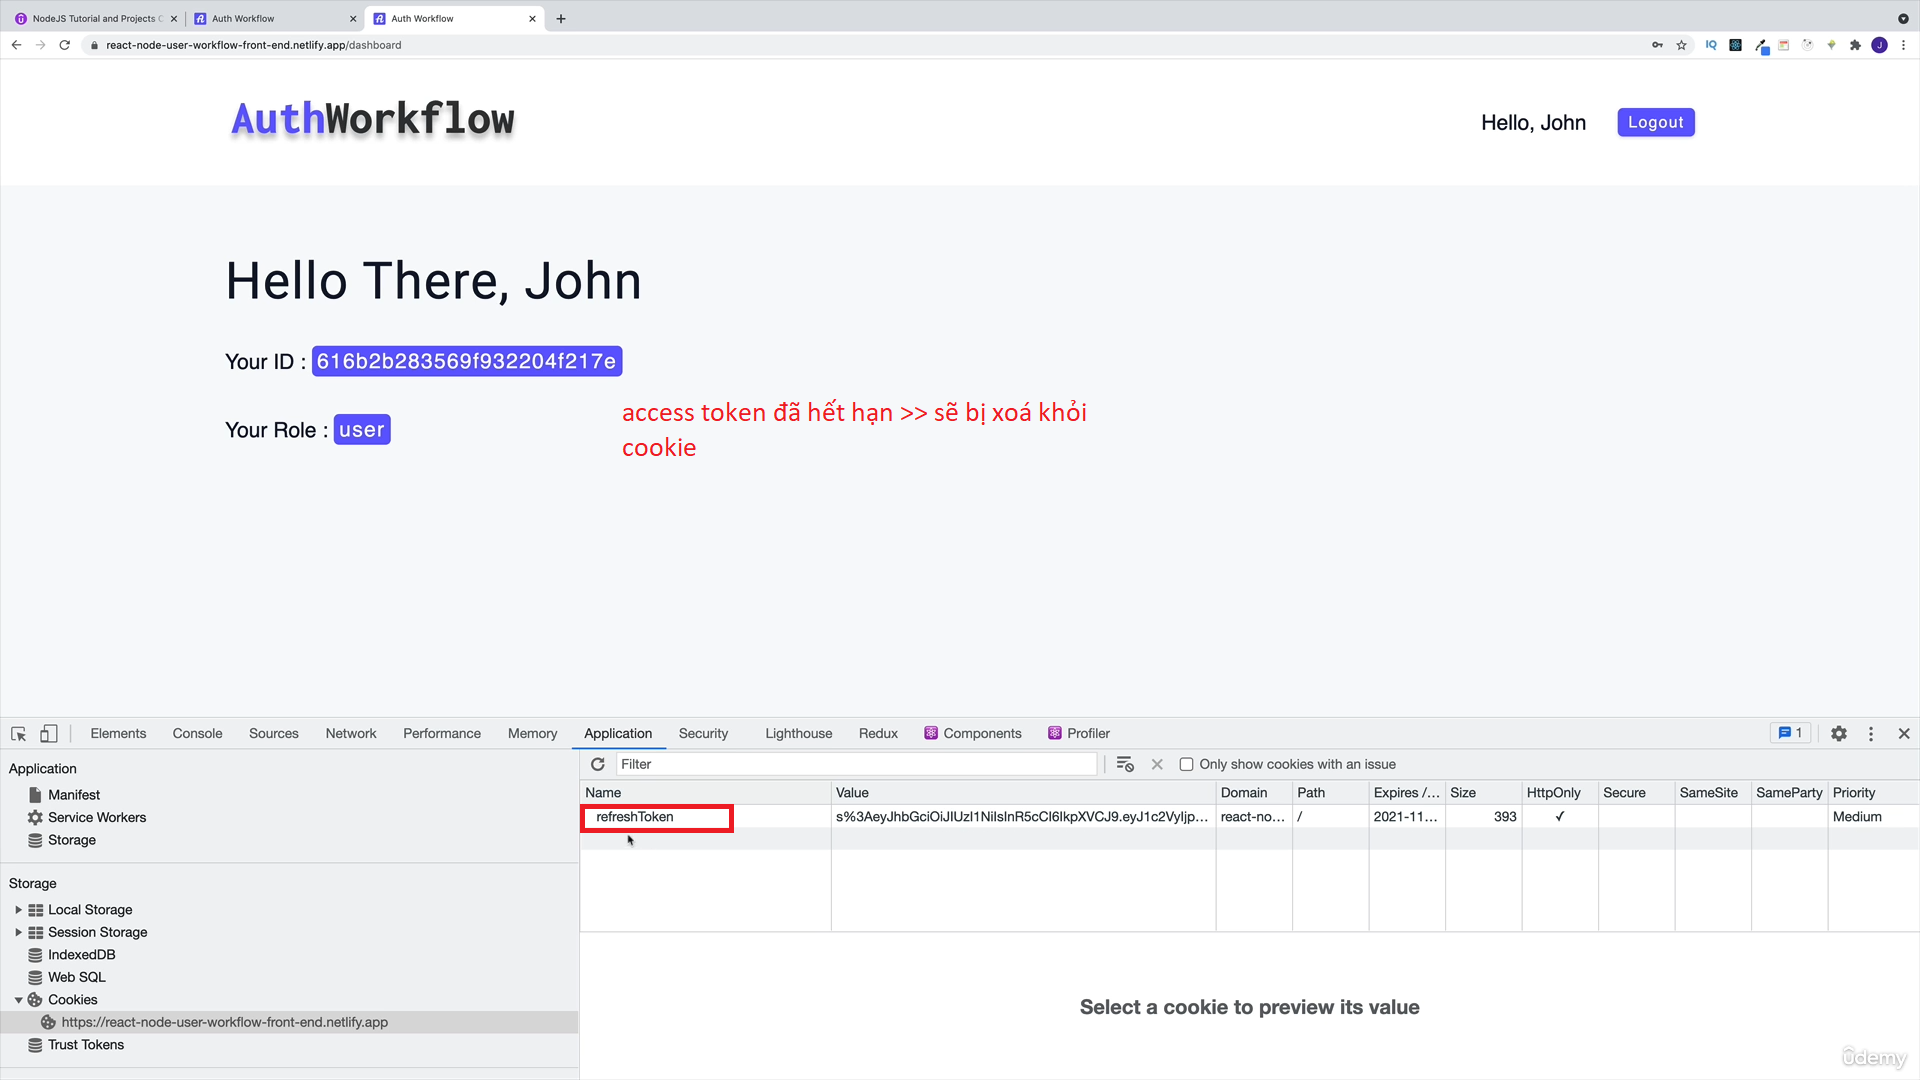 NodeJS Tutorial and Projects C
Auth Workflow
Auth Workflow
react-node-user-workflow-front-end.netlify.app/dashboard
IQ
J
AuthWorkflow
Hello, John
Logout
Hello There, John
Your ID : 616b2b283569f932204f217e
access token đã hết hạn >> sẽ bị xoá khỏi
cookie
Your Role : user
Elements Console Sources Network Performance Memory Application Security Lighthouse Redux Components Profiler 1
Application
Manifest
Service Workers
Storage
Storage
Local Storage
Session Storage
IndexedDB
Web SQL
Cookies
https://react-node-user-workflow-front-end.netlify.app
Trust Tokens
Filter
Only show cookies with an issue
Name Value Domain Path Expires /... Size HttpOnly Secure SameSite SameParty Priority
refreshToken s%3AeyJhbGciOiJIUzI1NiIsInR5cCI6IkpXVCJ9.eyJ1c2VyIjp... react-no... / 2021-11... 393 ✓ Medium
Select a cookie to preview its value
ûdemy